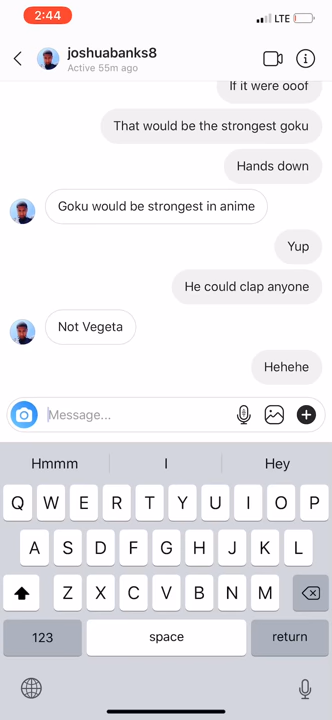 2:44
LTE
joshuabanks8
Active 55m ago
If it were ooof
That would be the strongest goku
Hands down
Goku would be strongest in anime
Yup
He could clap anyone
Not Vegeta
Hehehe
Message...
Hmmm I Hey
Q W E R T Y U I O P
A S D F G H J K L
Z X C V B N M
123 space return